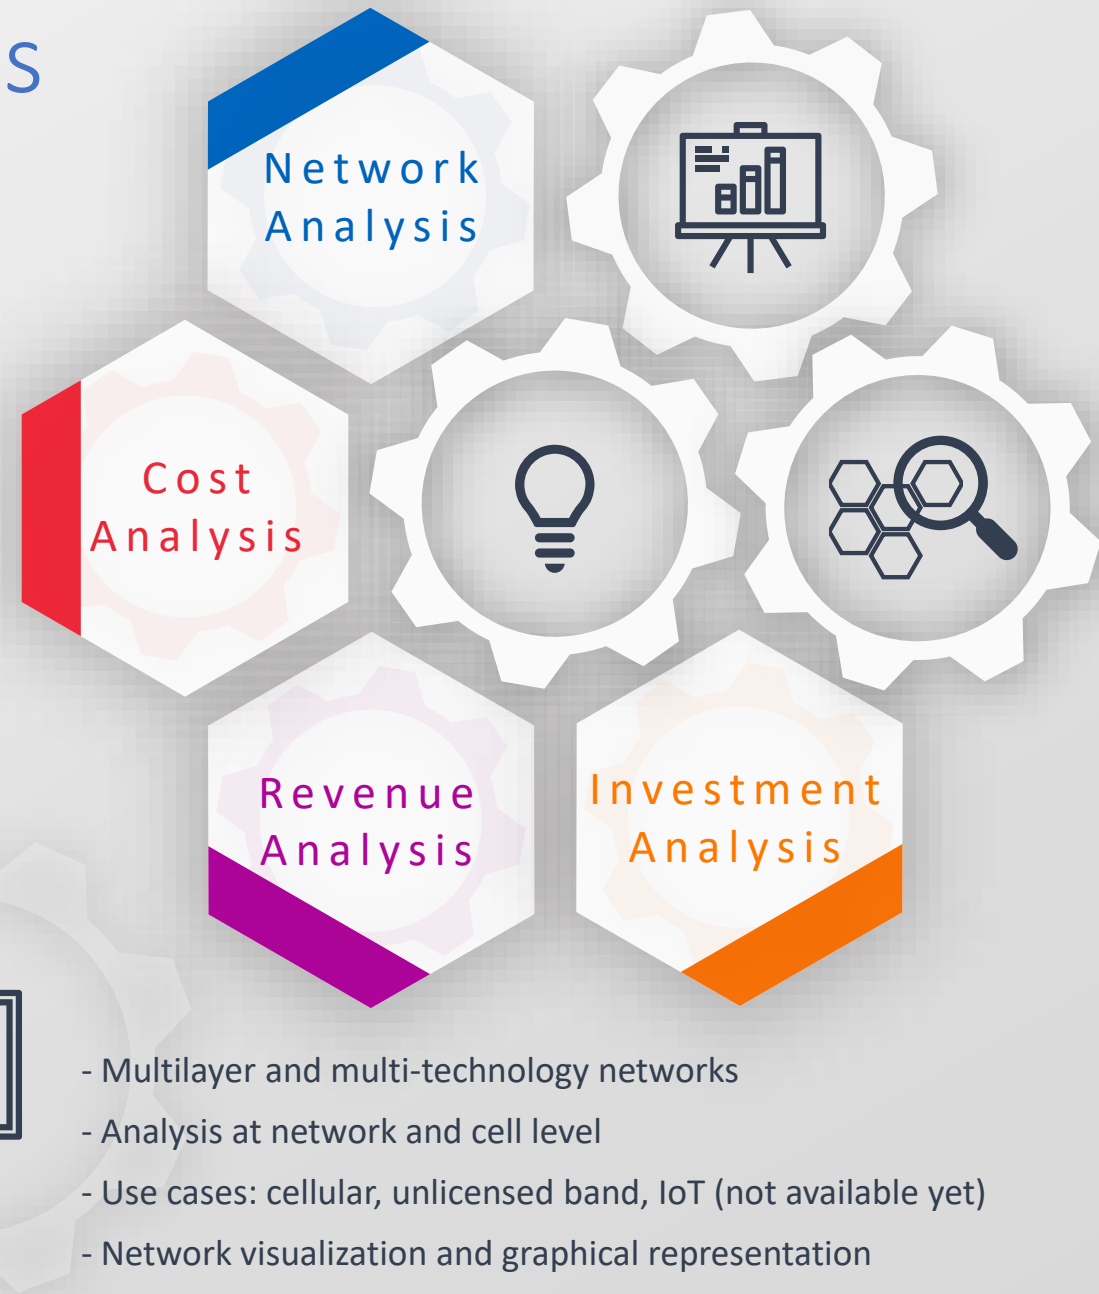 S
Network
Analysis
Cost
Analysis
Revenue
Analysis
Investment
Analysis
- Multilayer and multi-technology networks
- Analysis at network and cell level
- Use cases: cellular, unlicensed band, IoT (not available yet)
- Network visualization and graphical representation